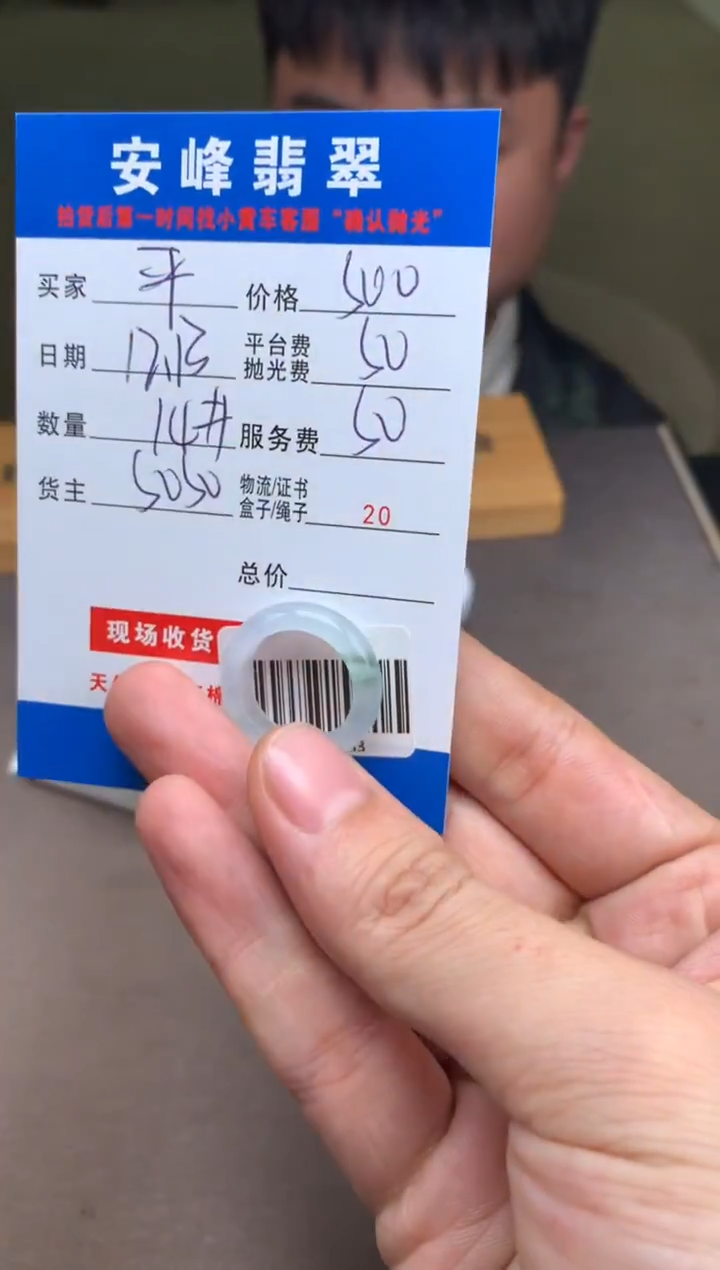 安峰翡翠
拍货后第一时间找小黄车客服“确认抛光”
买家 平 价格 500
日期 12.13 平台费 抛光费 50
数量 14# 服务费 50
货主 5050 物流/证书 盒子/绳子 20
总价
现场收货
天